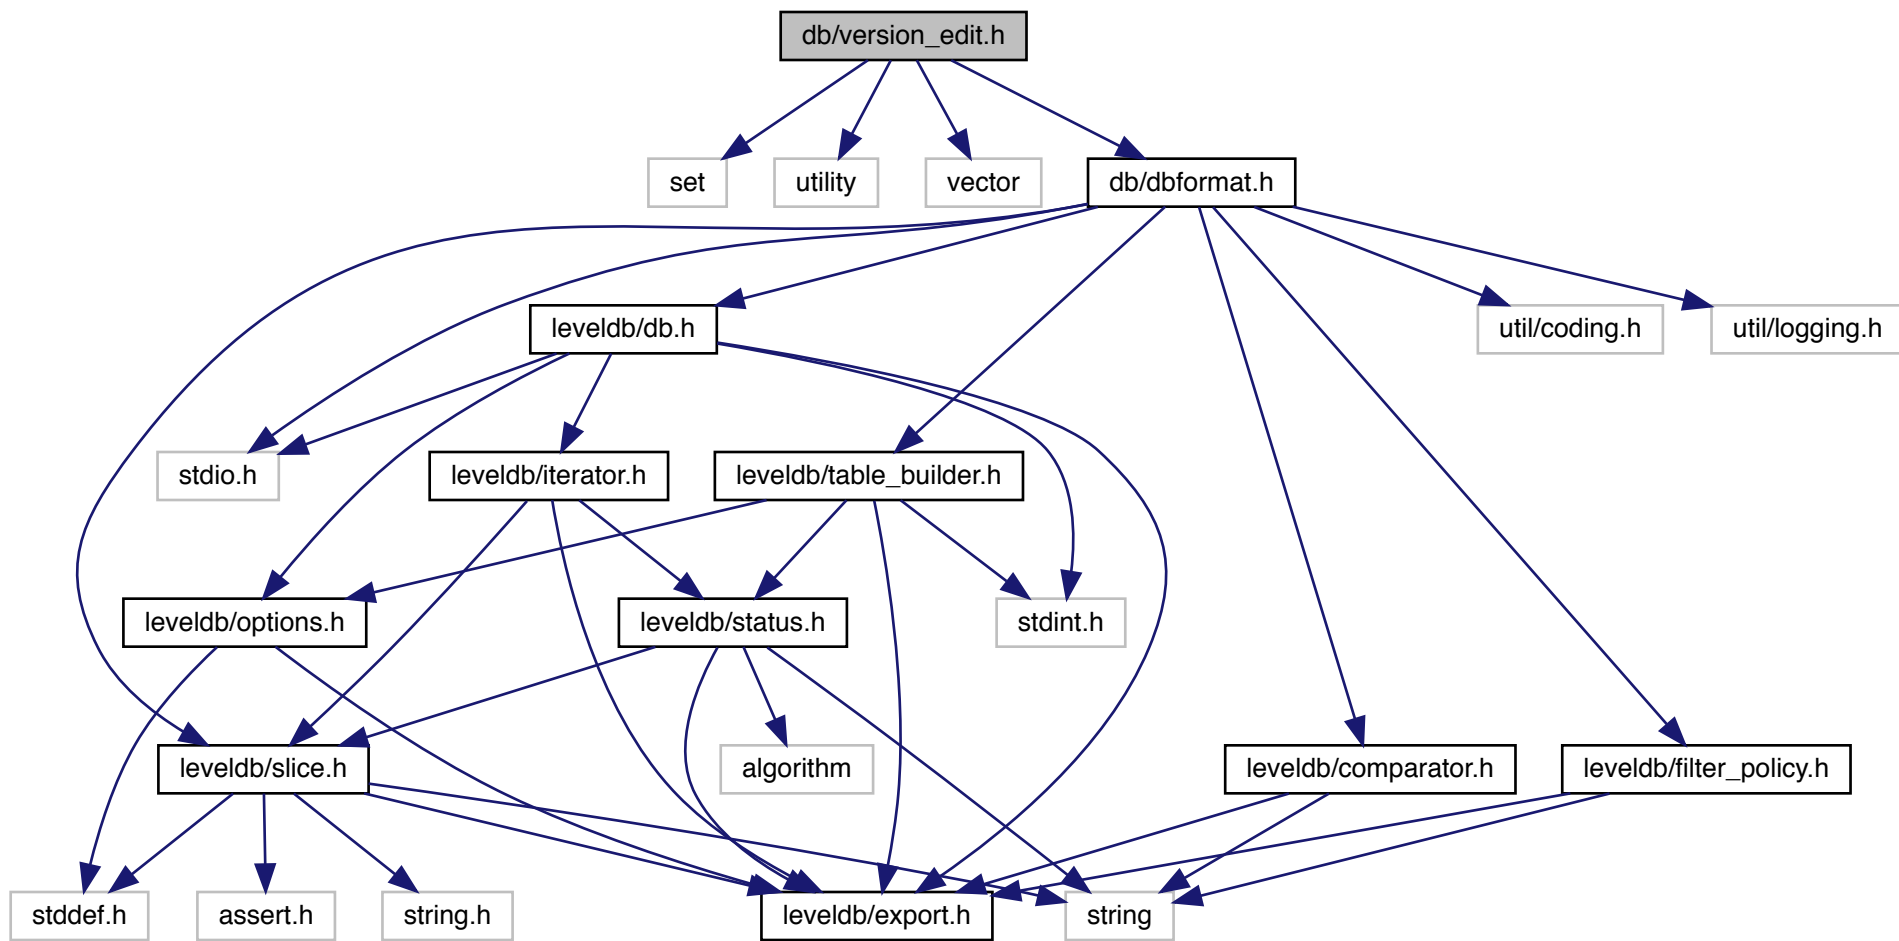 db/version_edit.h
set
utility
vector
db/dbformat.h
leveldb/db.h
util/coding.h
util/logging.h
stdio.h
leveldb/iterator.h
leveldb/table_builder.h
leveldb/options.h
leveldb/status.h
stdint.h
leveldb/slice.h
algorithm
leveldb/comparator.h
leveldb/filter_policy.h
stddef.h
assert.h
string.h
leveldb/export.h
string